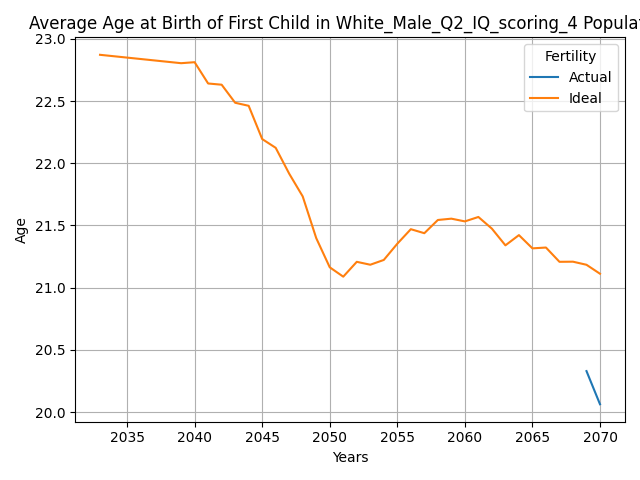 Average Age at Birth of First Child in White_Male_Q2_IQ_scoring_4 Populat
Fertility
Actual
Ideal
23.0
22.5
22.0
21.5
21.0
20.5
20.0
Age
2035 2040 2045 2050 2055 2060 2065 2070
Years